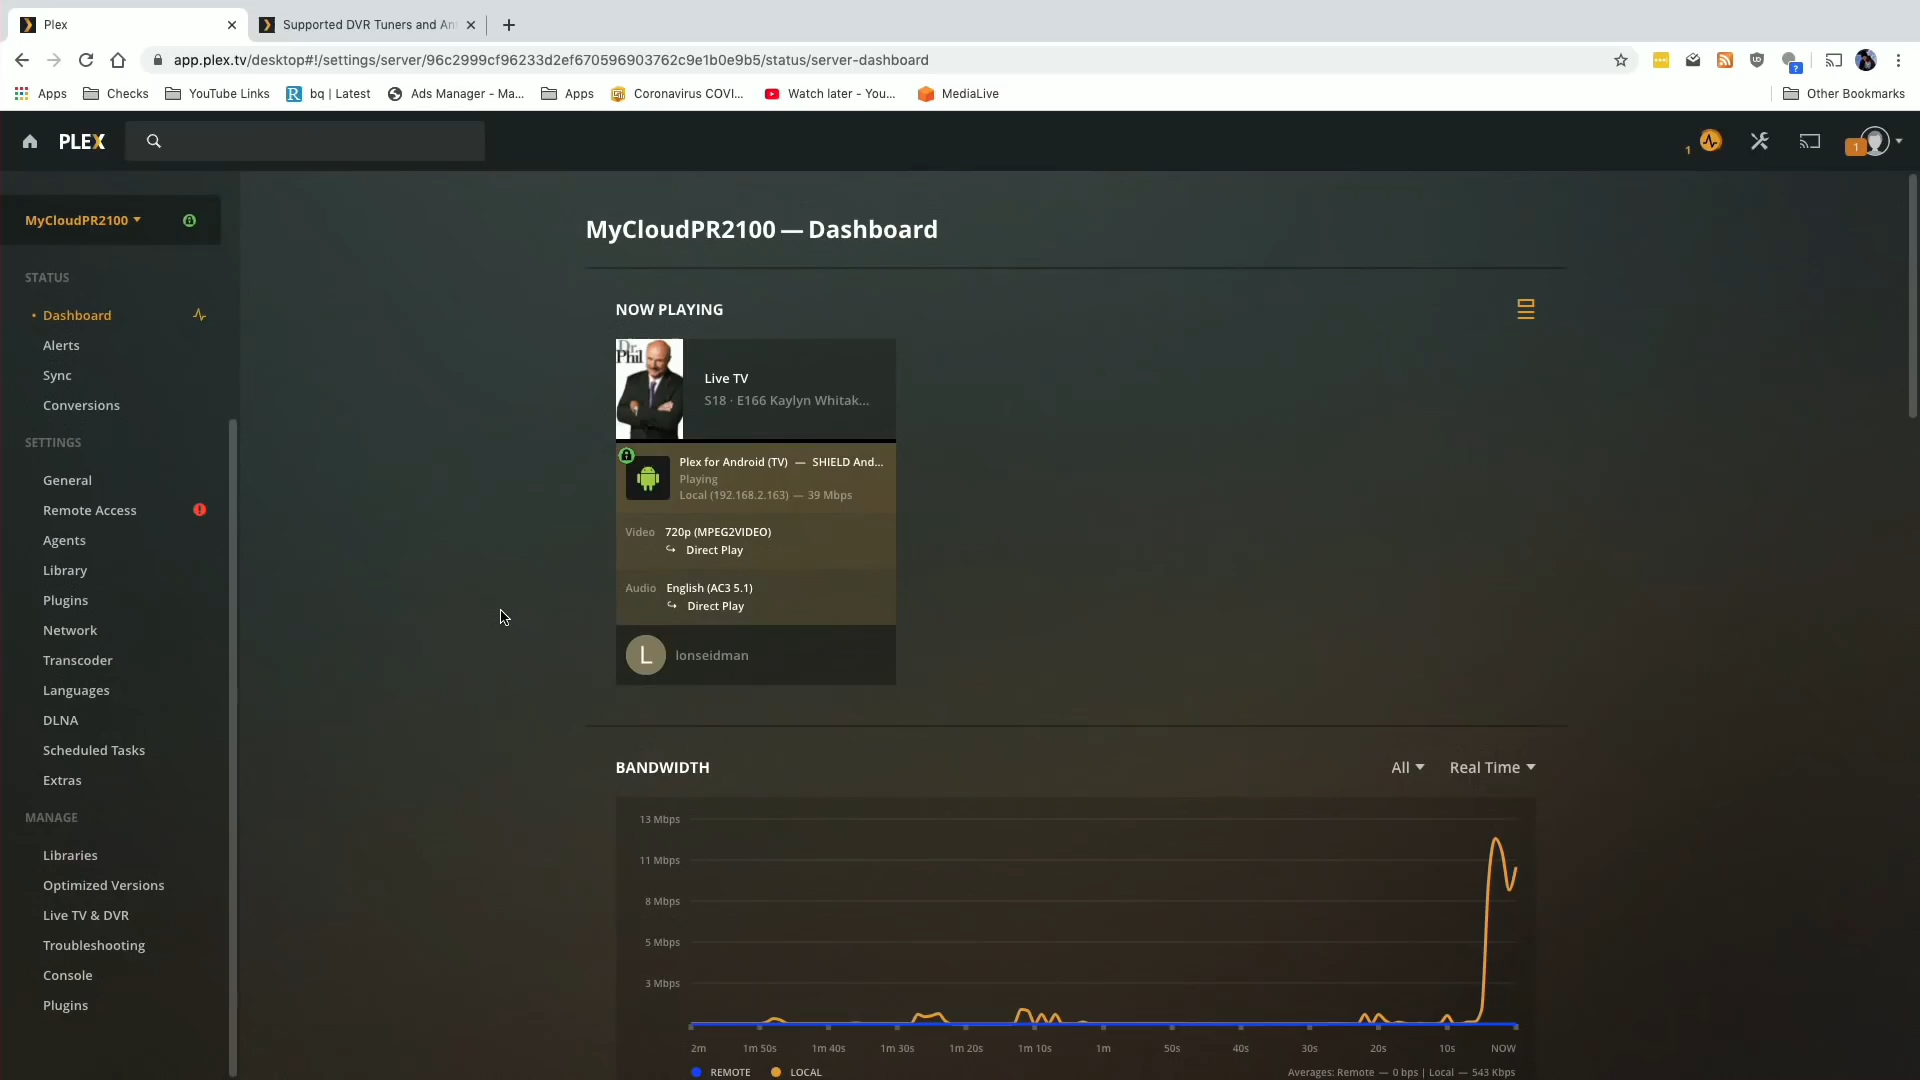 Plex
Supported DVR Tuners and An
app.plex.tv/desktop#!/settings/server/96c2999cf96233d2ef670596903762c9e1b0e9b5/status/server-dashboard
Apps
Checks
YouTube Links
bq | Latest
Ads Manager - Ma...
Apps
Coronavirus COVI...
Watch later - You...
MediaLive
Other Bookmarks
PLEX
1
1
MyCloudPR2100
STATUS
Dashboard
Alerts
Sync
Conversions
SETTINGS
General
Remote Access
Agents
Library
Plugins
Network
Transcoder
Languages
DLNA
Scheduled Tasks
Extras
MANAGE
Libraries
Optimized Versions
Live TV & DVR
Troubleshooting
Console
Plugins
MyCloudPR2100 — Dashboard
NOW PLAYING
Dr. Phil
Live TV
S18 · E166 Kaylyn Whitak...
Plex for Android (TV) — SHIELD And...
Playing
Local (192.168.2.163) — 39 Mbps
Video 720p (MPEG2VIDEO)
Direct Play
Audio English (AC3 5.1)
Direct Play
L lonseidman
BANDWIDTH
All
Real Time
13 Mbps
11 Mbps
8 Mbps
5 Mbps
3 Mbps
2m 1m 50s 1m 40s 1m 30s 1m 20s 1m 10s 1m 50s 40s 30s 20s 10s NOW
REMOTE LOCAL
Averages: Remote — 0 bps | Local — 543 Kbps